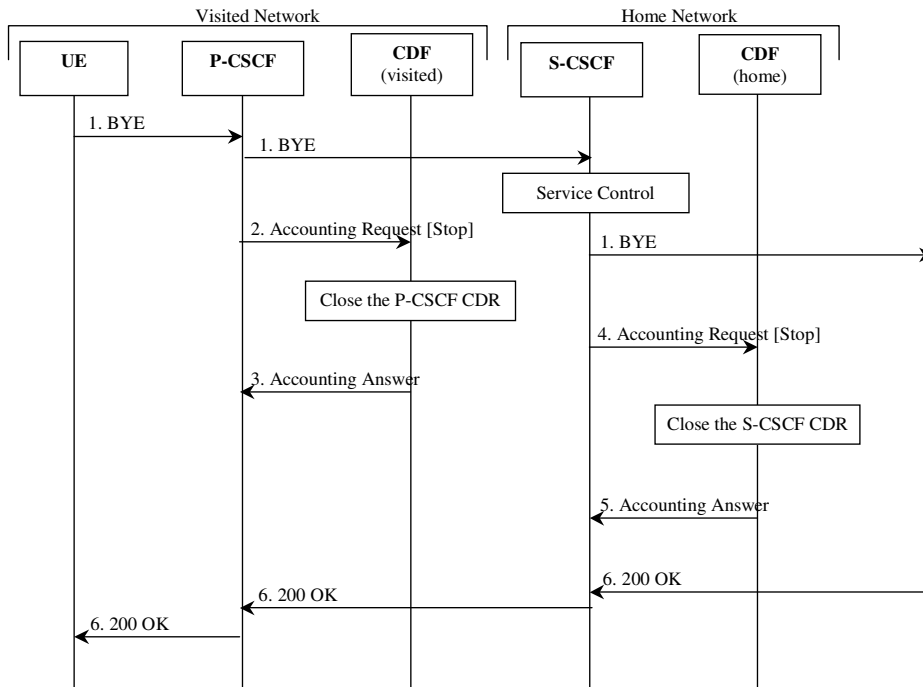 Visited Network
Home Network
UE
P-CSCF
CDF
(visited)
S-CSCF
CDF
(home)
1. BYE
1. BYE
Service Control
2. Accounting Request [Stop]
1. BYE
Close the P-CSCF CDR
4. Accounting Request [Stop]
3. Accounting Answer
Close the S-CSCF CDR
5. Accounting Answer
6. 200 OK
6. 200 OK
6. 200 OK